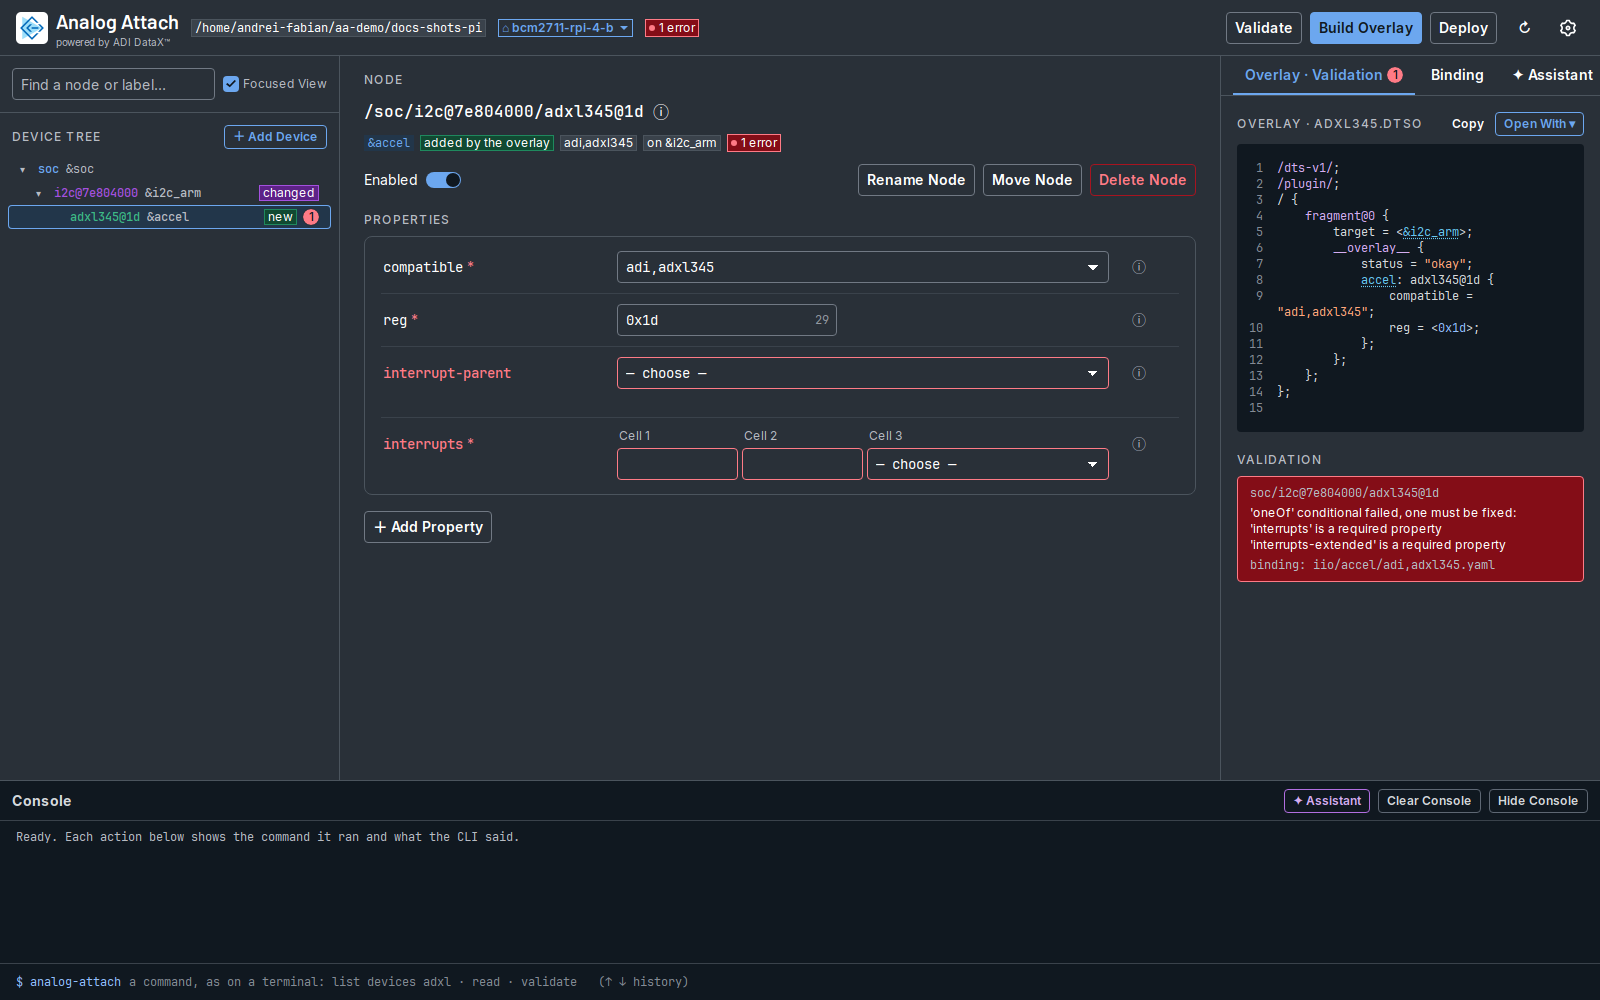 Analog Attach
powered by ADI DataX™
/home/andrei-fabian/aa-demo/docs-shots-pi
⌂ bcm2711-rpi-4-b
1 error
Validate
Build Overlay
Deploy
Find a node or label...
Focused View
DEVICE TREE
+ Add Device
soc &soc
i2c@7e804000 &i2c_arm changed
adxl345@1d &accel new 1
NODE
/soc/i2c@7e804000/adxl345@1d
&accel added by the overlay adi,adxl345 on &i2c_arm 1 error
Enabled
Rename Node
Move Node
Delete Node
PROPERTIES
compatible * adi,adxl345
reg * 0x1d 29
interrupt-parent — choose —
Cell 1 Cell 2 Cell 3
interrupts * — choose —
+ Add Property
Overlay · Validation 1
Binding
✦ Assistant
OVERLAY · ADXL345.DTSO
Copy
Open With ▾
1 /dts-v1/;
2 /plugin/;
3 / {
4 fragment@0 {
5 target = <&i2c_arm>;
6 __overlay__ {
7 status = "okay";
8 accel: adxl345@1d {
9 compatible =
"adi,adxl345";
10 reg = <0x1d>;
11 };
12 };
13 };
14 };
15
VALIDATION
soc/i2c@7e804000/adxl345@1d
'oneOf' conditional failed, one must be fixed:
'interrupts' is a required property
'interrupts-extended' is a required property
binding: iio/accel/adi,adxl345.yaml
Console
✦ Assistant
Clear Console
Hide Console
Ready. Each action below shows the command it ran and what the CLI said.
$ analog-attach a command, as on a terminal: list devices adxl · read · validate (↑ ↓ history)